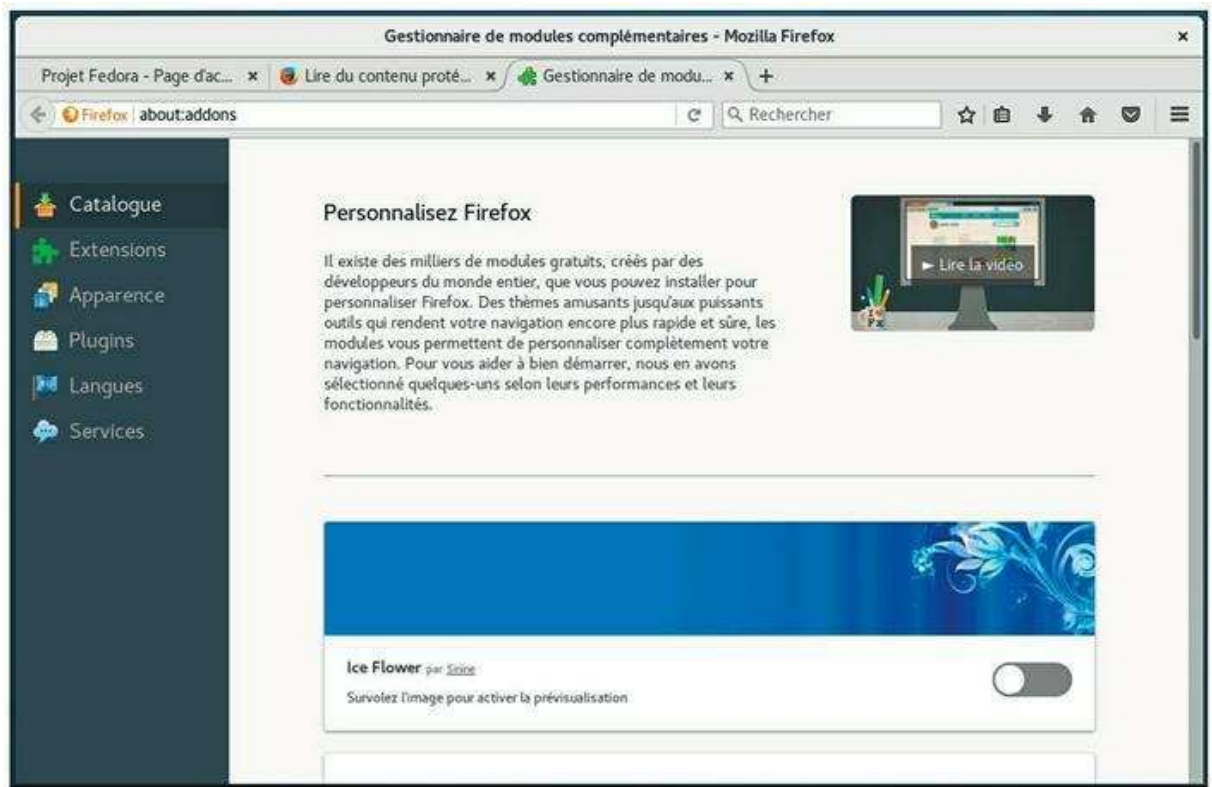 Gestionnaire de modules complémentaires - Mozilla Firefox
Projet Fedora - Page d'ac...
Lire du contenu proté...
Gestionnaire de modu...
Firefox
about:addons
Rechercher
Catalogue
Extensions
Apparence
Plugins
Langues
Services
Personnalisez Firefox
Il existe des milliers de modules gratuits, créés par des
développeurs du monde entier, que vous pouvez installer pour
personnaliser Firefox. Des thèmes amusants jusqu'aux puissants
outils qui rendent votre navigation encore plus rapide et sûre, les
modules vous permettent de personnaliser complètement votre
navigation. Pour vous aider à bien démarrer, nous en avons
sélectionné quelques-uns selon leurs performances et leurs
fonctionnalités.
► Lire la vidéo
Ice Flower par
Survolez l'image pour activer la prévisualisation